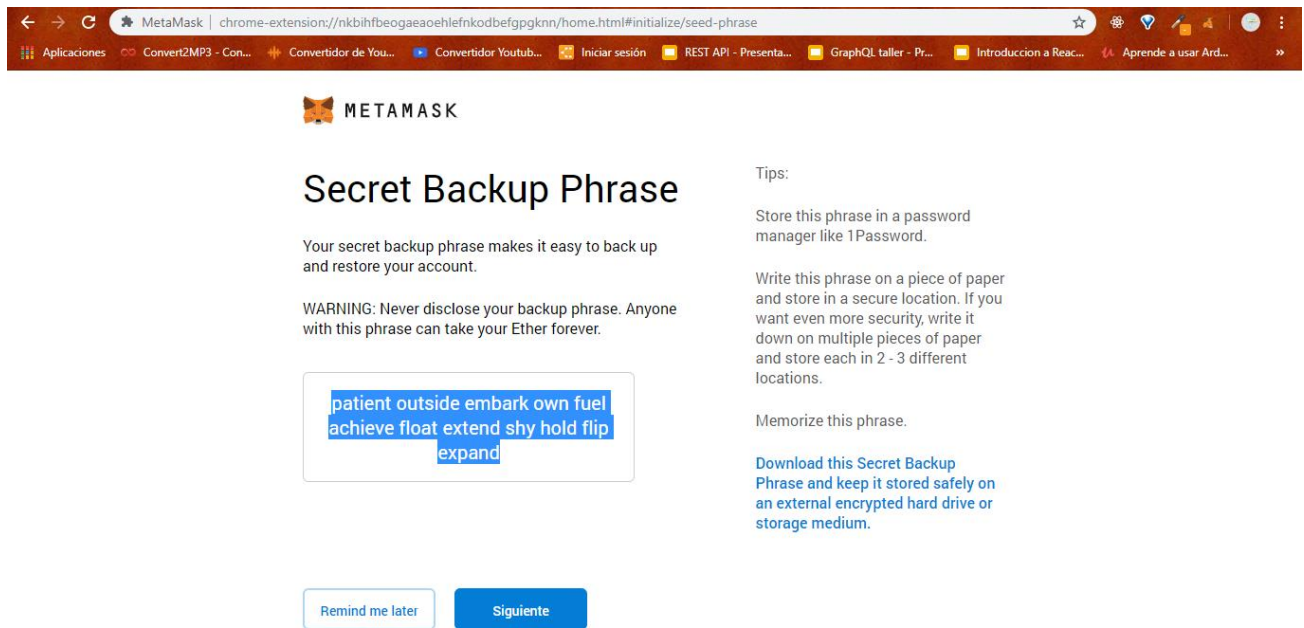 MetaMask | chrome-extension://nkbihfbeogaeaoehlefnkodbefgpgknn/home.html#initialize/seed-phrase
Aplicaciones Convert2MP3 - Con... Convertidor de You... Convertidor Youtub... Iniciar sesión REST API - Presenta... GraphQL taller - Pr... Introduccion a Reac... Aprende a usar Ard... »
METAMASK
Secret Backup Phrase
Your secret backup phrase makes it easy to back up
and restore your account.
WARNING: Never disclose your backup phrase. Anyone
with this phrase can take your Ether forever.
patient outside embark own fuel
achieve float extend shy hold flip
expand
Remind me later
Siguiente
Tips:
Store this phrase in a password
manager like 1Password.
Write this phrase on a piece of paper
and store in a secure location. If you
want even more security, write it
down on multiple pieces of paper
and store each in 2 - 3 different
locations.
Memorize this phrase.
Download this Secret Backup
Phrase and keep it stored safely on
an external encrypted hard drive or
storage medium.